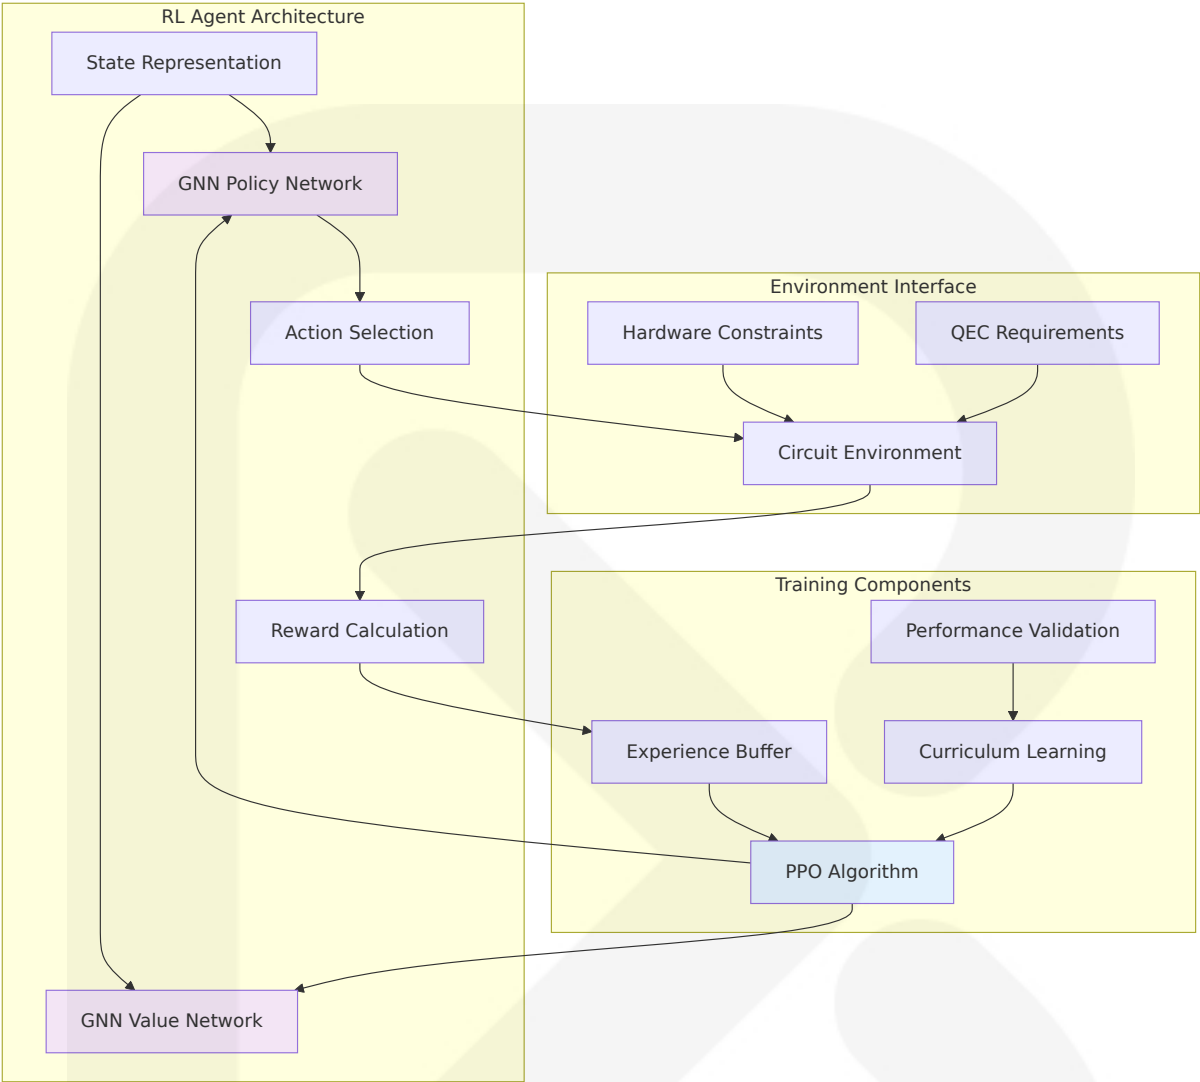 RL Agent Architecture
State Representation
GNN Policy Network
Action Selection
Environment Interface
Hardware Constraints
QEC Requirements
Circuit Environment
Reward Calculation
Training Components
Performance Validation
Experience Buffer
Curriculum Learning
PPO Algorithm
GNN Value Network